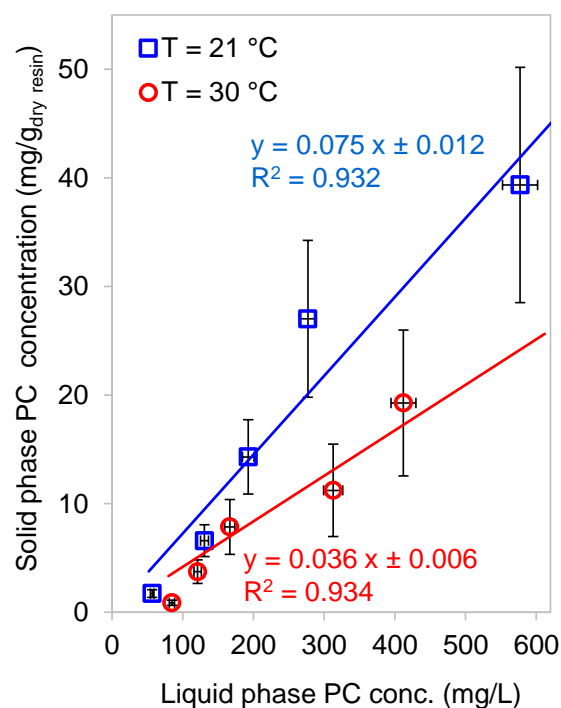 T = 21 °C
T = 30 °C
y = 0.075 x ± 0.012
R² = 0.932
y = 0.036 x ± 0.006
R² = 0.934
Solid phase PC concentration (mg/g dry resin)
50
40
30
20
10
0
0 100 200 300 400 500 600
Liquid phase PC conc. (mg/L)